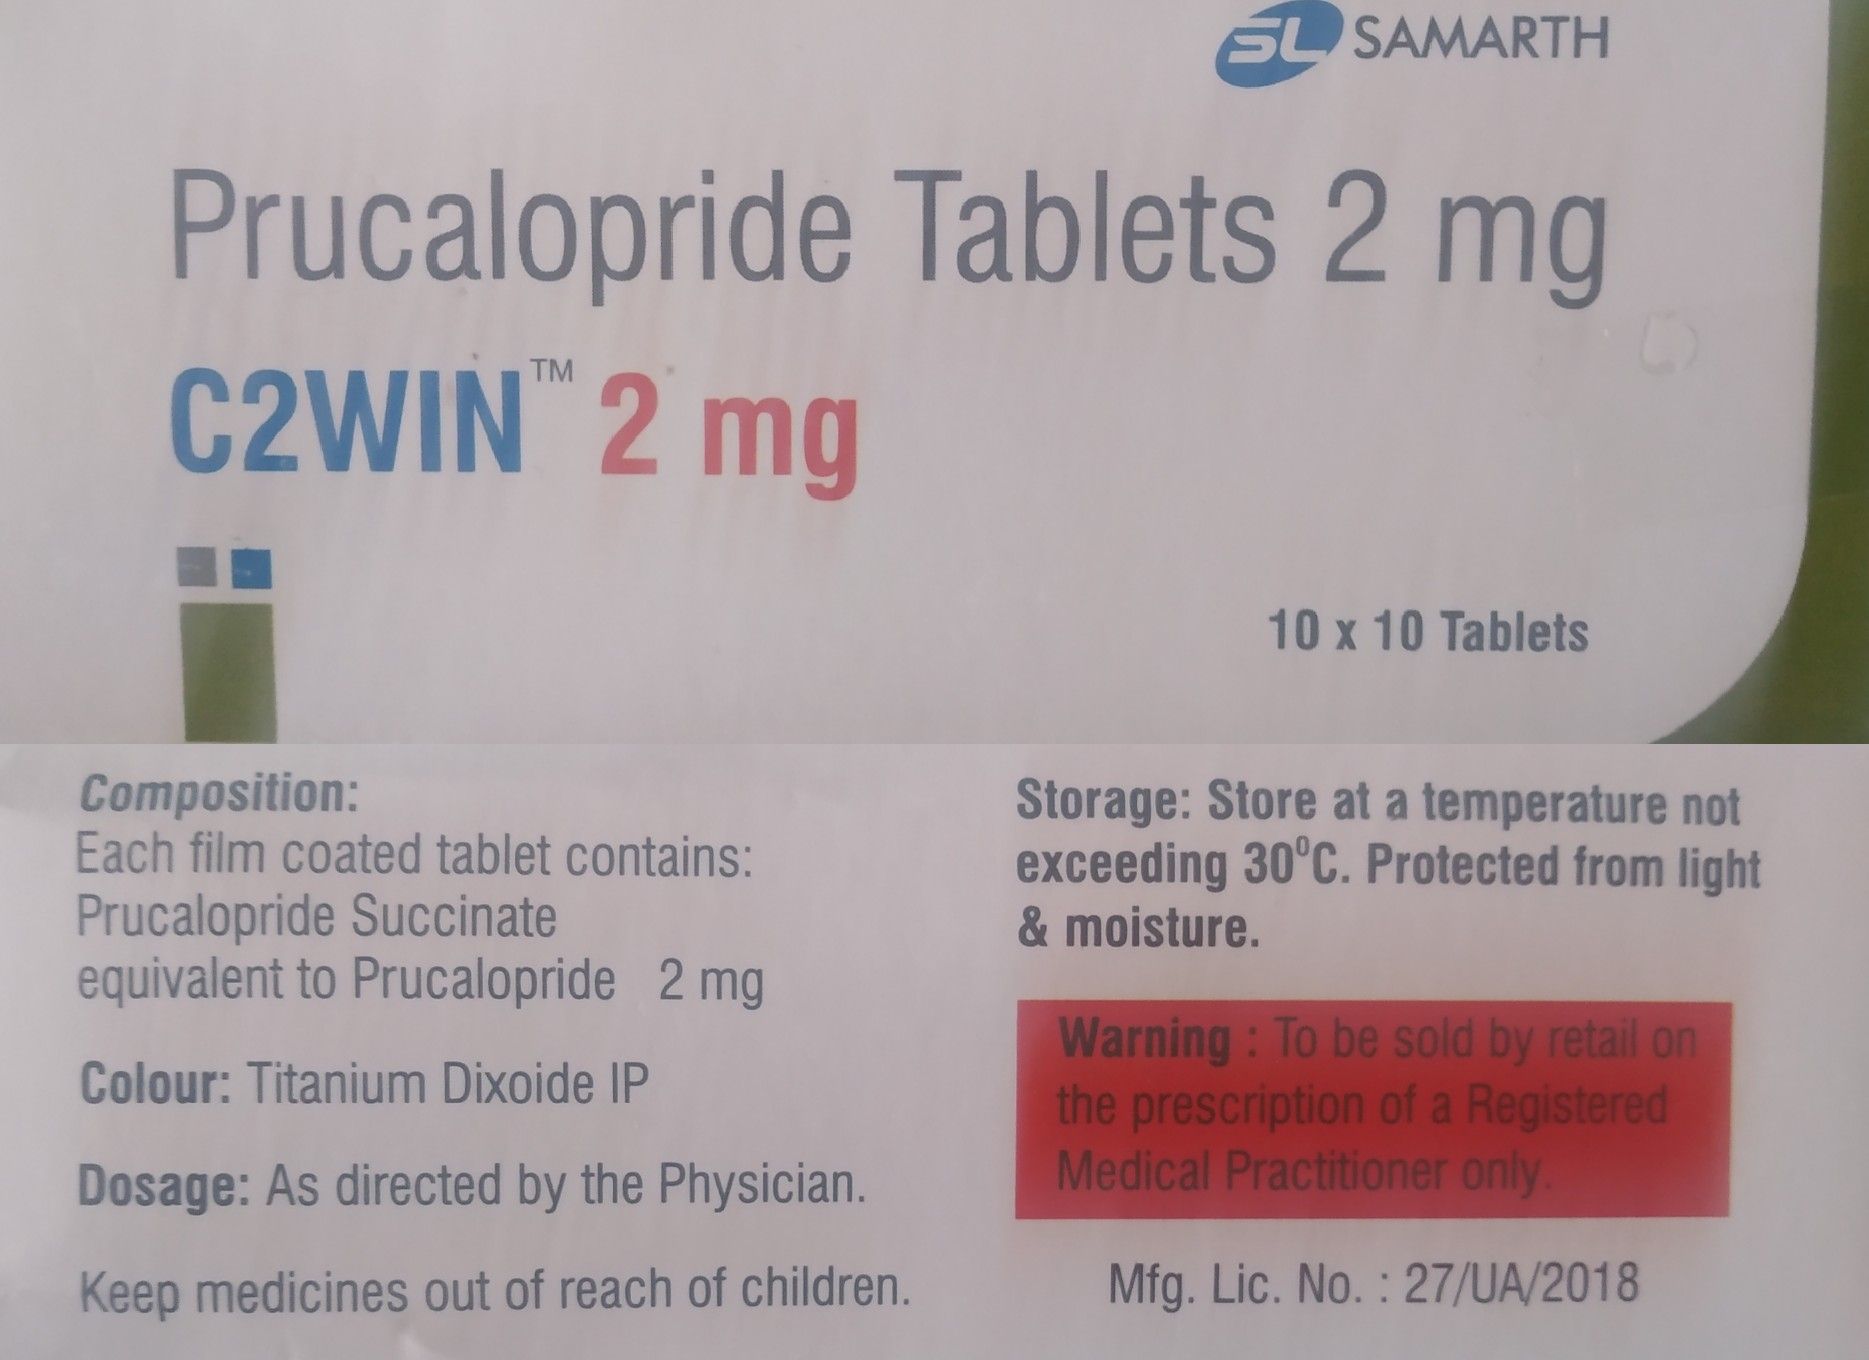 SL SAMARTH
Prucalopride Tablets 2 mg
C2WIN™ 2 mg
10 x 10 Tablets
Composition:
Each film coated tablet contains:
Prucalopride Succinate
equivalent to Prucalopride 2 mg
Colour: Titanium Dixoide IP
Dosage: As directed by the Physician.
Keep medicines out of reach of children.
Storage: Store at a temperature not
exceeding 30⁰C. Protected from light
& moisture.
Warning : To be sold by retail on
the prescription of a Registered
Medical Practitioner only.
Mfg. Lic. No. : 27/UA/2018